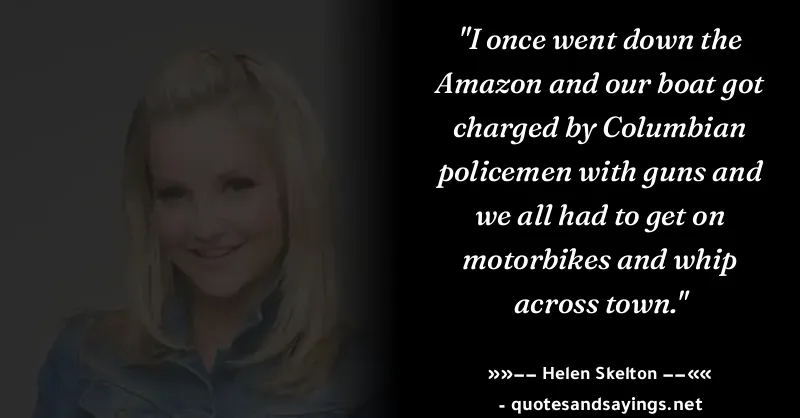 "I once went down the
Amazon and our boat got
charged by Columbian
policemen with guns and
we all had to get on
motorbikes and whip
across town."
»»–– Helen Skelton ––««
- quotesandsayings.net